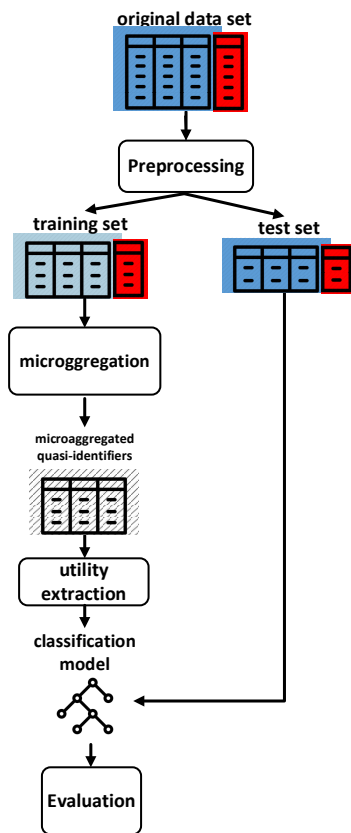 original data set
Preprocessing
training set
test set
microggregation
microaggregated
quasi-identifiers
utility
extraction
classification
model
Evaluation